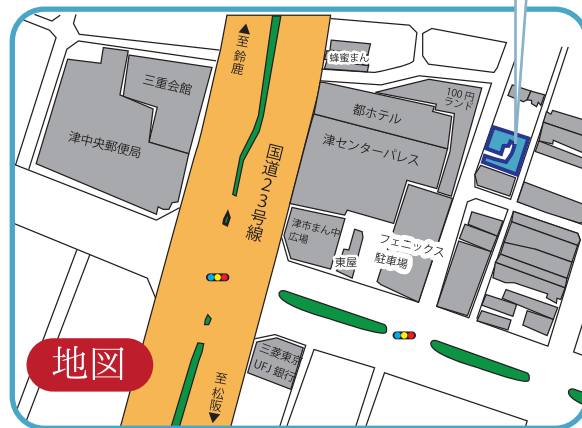 ▲至鈴鹿
蜂蜜まん
三重会館
100円
ランド
都ホテル
津中央郵便局
津センターパレス
国道23号線
津市まん中
広場
フェニックス
駐車場
東屋
地図
三菱東京
UFJ銀行
至松阪▼